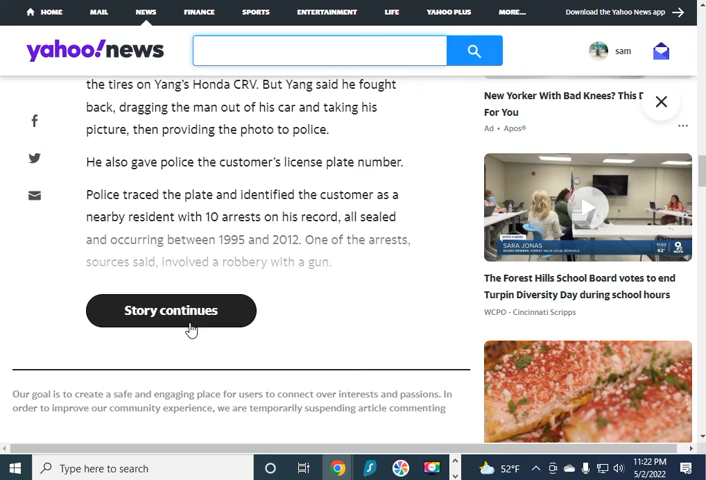 HOME MAIL NEWS FINANCE SPORTS ENTERTAINMENT LIFE YAHOO PLUS MORE... Download the Yahoo News app
yahoo!news sam
the tires on Yang's Honda CRV. But Yang said he fought
back, dragging the man out of his car and taking his
picture, then providing the photo to police.
He also gave police the customer's license plate number.
Police traced the plate and identified the customer as a
nearby resident with 10 arrests on his record, all sealed
and occurring between 1995 and 2012. One of the arrests,
sources said, involved a robbery with a gun.
Story continues
Our goal is to create a safe and engaging place for users to connect over interests and passions. In
order to improve our community experience, we are temporarily suspending article commenting
New Yorker With Bad Knees? This D
For You
Ad • Apos®
SARA JONAS
9
The Forest Hills School Board votes to end
Turpin Diversity Day during school hours
WCPO - Cincinnati Scripps
Type here to search
52°F
11:22 PM
5/2/2022